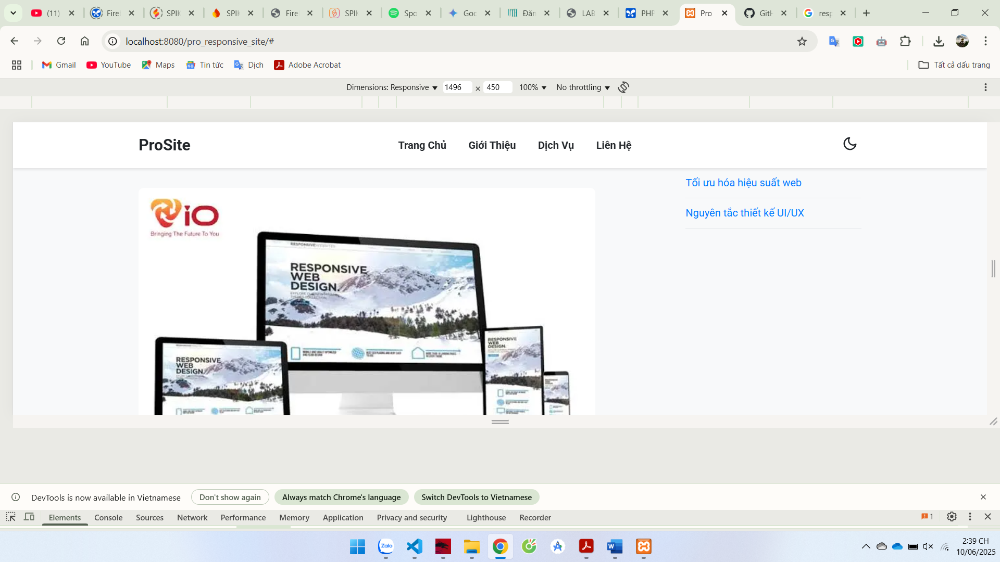 (11)
Fire
SPIK
SPIK
Fire
SPIK
Spo
Goc
Đăn
LAB
PHP
Pro
GitH
resp
localhost:8080/pro_responsive_site/#
Gmail
YouTube
Maps
Tin tức
Dịch
Adobe Acrobat
Tất cả dấu trang
Dimensions: Responsive
1496 × 450
100%
No throttling
ProSite
Trang Chủ
Giới Thiệu
Dịch Vụ
Liên Hệ
Tối ưu hóa hiệu suất web
Nguyên tắc thiết kế UI/UX
iO
Bringing The Future To You
RESPONSIVE
WEB
DESIGN.
RESPONSIVE
WEB
DESIGN.
RESPONSIVE
WEB
DESIGN.
DevTools is now available in Vietnamese
Don't show again
Always match Chrome's language
Switch DevTools to Vietnamese
Elements
Console
Sources
Network
Performance
Memory
Application
Privacy and security
Lighthouse
Recorder
1
Zalo
2:39 CH
10/06/2025